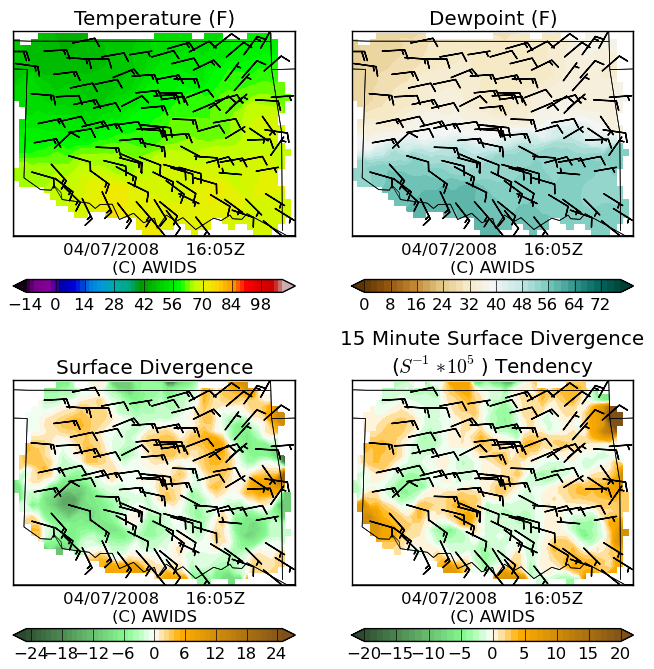 Temperature (F)
Dewpoint (F)
04/07/2008 16:05Z
(C) AWIDS
04/07/2008 16:05Z
(C) AWIDS
−14 0 14 28 42 56 70 84 98
0 8 16 24 32 40 48 56 64 72
Surface Divergence
15 Minute Surface Divergence
(S⁻¹ ∗10⁵ ) Tendency
04/07/2008 16:05Z
(C) AWIDS
04/07/2008 16:05Z
(C) AWIDS
−24 −18 −12 −6 0 6 12 18 24
−20 −15 −10 −5 0 5 10 15 20